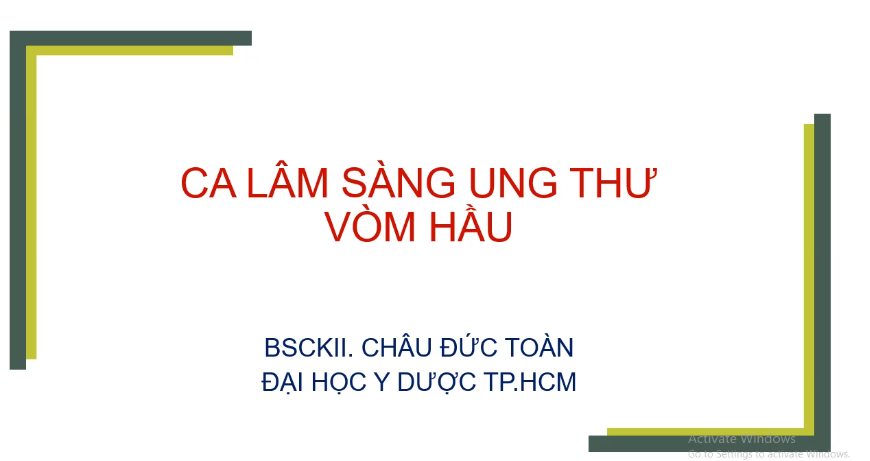 CA LÂM SÀNG UNG THƯ
VÒM HẦU
BSCKII. CHÂU ĐỨC TOÀN
ĐẠI HỌC Y DƯỢC TP.HCM
Activate Windows
Go to Settings to activate Windows.